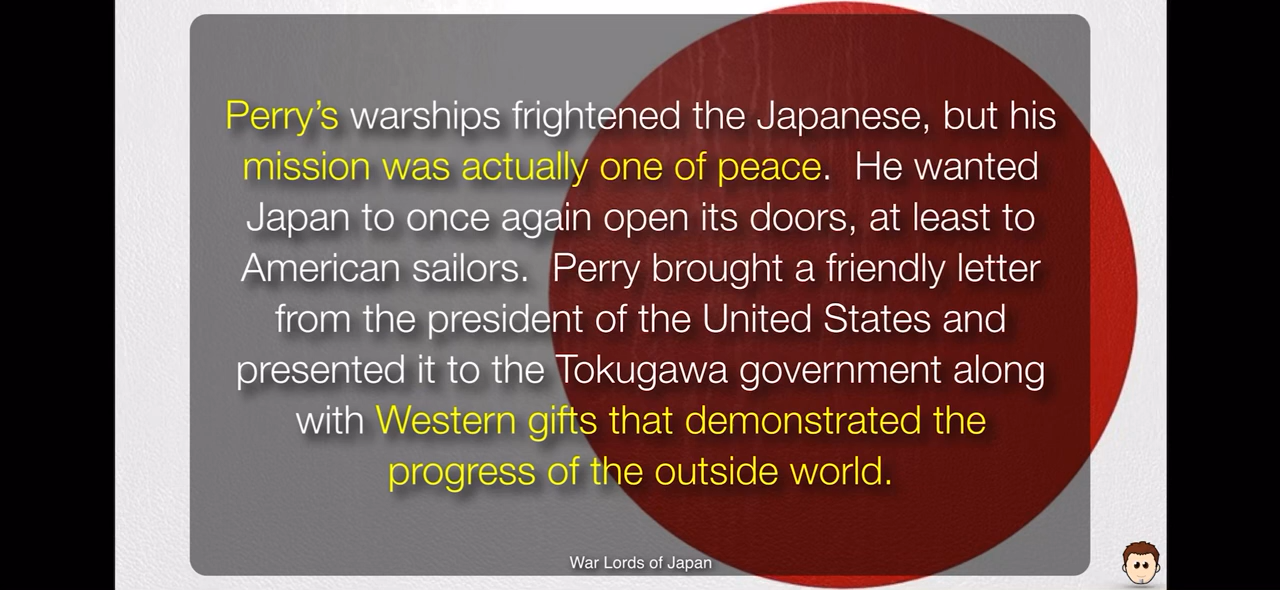 Perry’s warships frightened the Japanese, but his
mission was actually one of peace.  He wanted
Japan to once again open its doors, at least to
American sailors.  Perry brought a friendly letter
from the president of the United States and
presented it to the Tokugawa government along
with Western gifts that demonstrated the
progress of the outside world.
War Lords of Japan